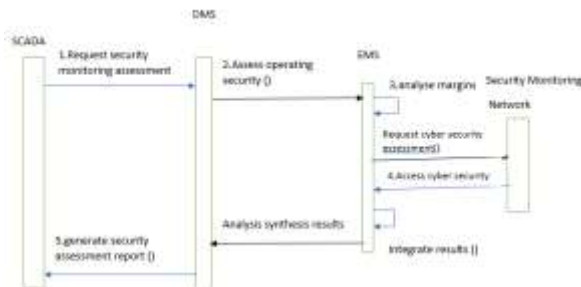 DMS
SCADA
1.Request security
monitoring assessment
2.Assess operating
security ()
EMS
3.analyse margins
Security Monitoring
Network
Request cyber security
assessment()
4.Assess cyber security
Analysis synthesis results
Integrate results ()
5.generate security
assessment report ()